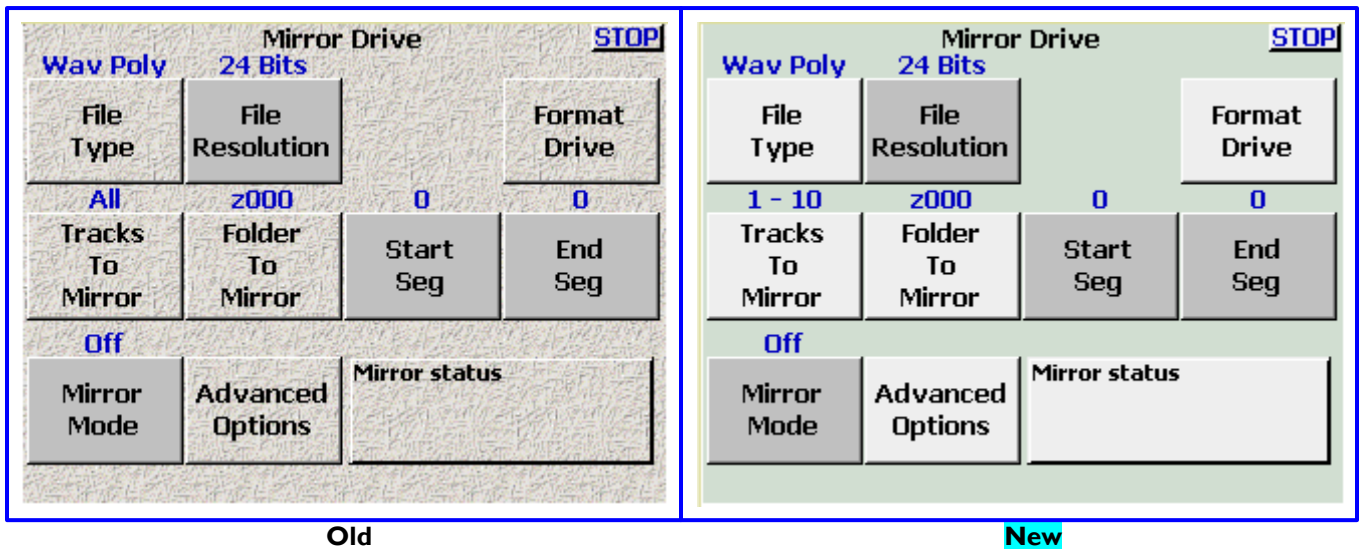 Mirror Drive STOP
Wav Poly 24 Bits
File Type File Resolution Format Drive
All z000 0 0
Tracks To Mirror Folder To Mirror Start Seg End Seg
Off
Mirror Mode Advanced Options Mirror status
Old
Mirror Drive STOP
Wav Poly 24 Bits
File Type File Resolution Format Drive
1 - 10 z000 0 0
Tracks To Mirror Folder To Mirror Start Seg End Seg
Off
Mirror Mode Advanced Options Mirror status
New